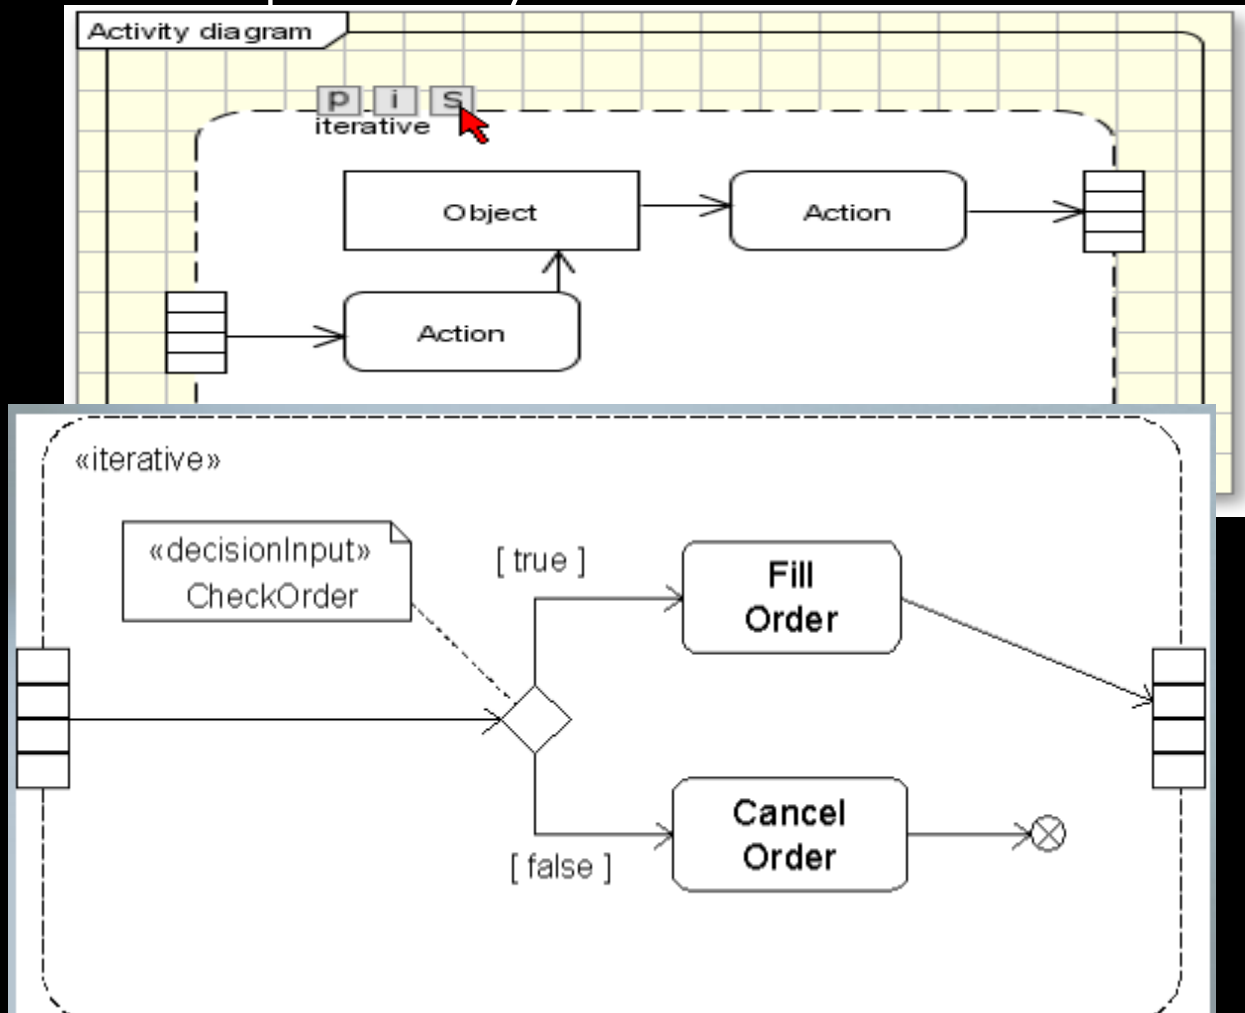 Activity diagram
p i s
iterative
Object
Action
Action
«iterative»
«decisionInput»
CheckOrder
[ true ]
Fill
Order
Cancel
Order
[ false ]